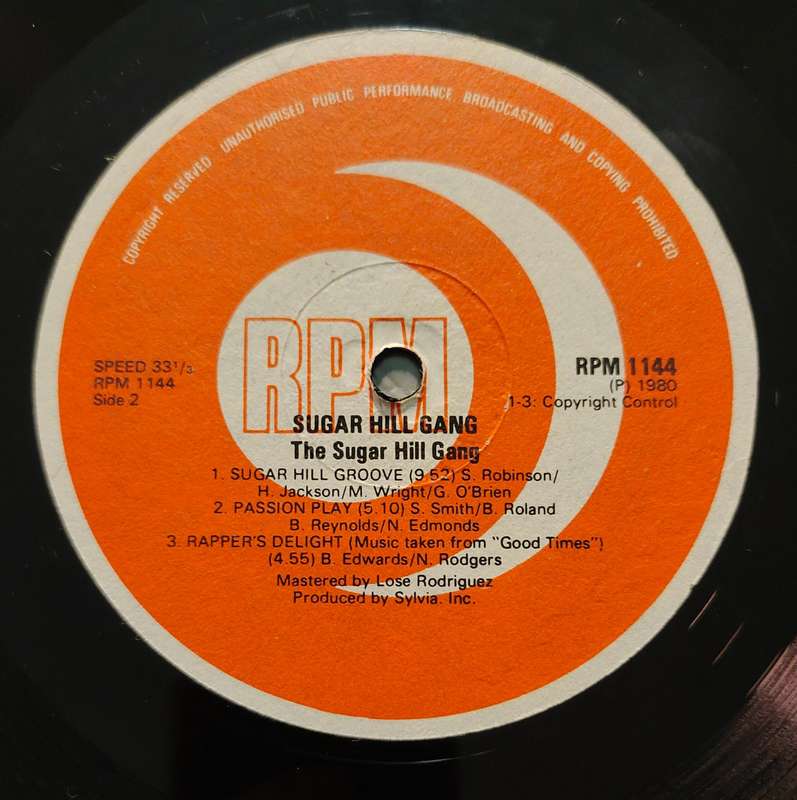 COPYRIGHT RESERVED UNAUTHORISED PUBLIC PERFORMANCE BROADCASTING AND COPYING PROHIBITED
RPM
SPEED 33 1/3
RPM 1144
Side 2
RPM 1144
(P) 1980
1-3: Copyright Control
SUGAR HILL GANG
The Sugar Hill Gang
1. SUGAR HILL GROOVE (9 52) S. Robinson/
H. Jackson/M. Wright/G. O'Brien
2. PASSION PLAY (5.10) S. Smith/B. Roland
B. Reynolds/N. Edmonds
3. RAPPER'S DELIGHT (Music taken from "Good Times")
(4.55) B. Edwards/N. Rodgers
Mastered by Lose Rodriguez
Produced by Sylvia. Inc.